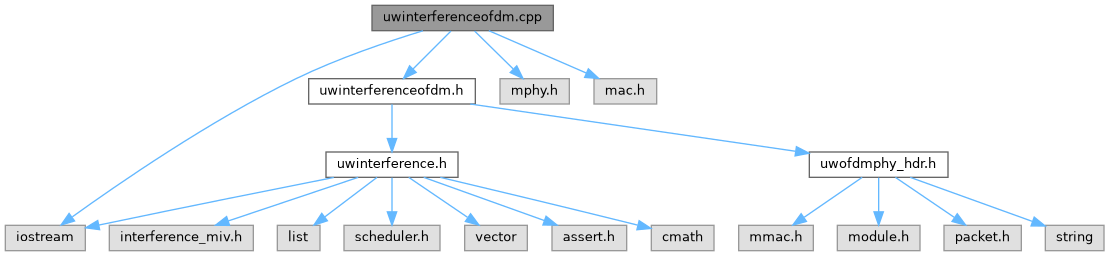 uwinterferenceofdm.cpp
uwinterferenceofdm.h
mphy.h
mac.h
uwinterference.h
uwofdmphy_hdr.h
iostream
interference_miv.h
list
scheduler.h
vector
assert.h
cmath
mmac.h
module.h
packet.h
string